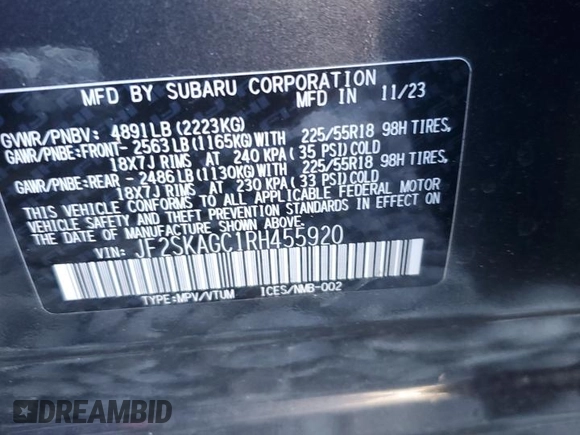 MFD BY SUBARU CORPORATION
MFD IN 11/23
GVWR/PNBV: 4891LB(2223KG)
GAWR/PNBE:FRONT-2563LB(1165KG)WITH 225/55R18 98H TIRES,
18X7J RIMS AT 240 KPA(35 PSI)COLD
GAWR/PNBE:REAR -2486LB(1130KG)WITH 225/55R18 98H TIRES,
18X7J RIMS AT 230 KPA(33 PSI)COLD
THIS VEHICLE CONFORMS TO ALL APPLICABLE FEDERAL MOTOR
VEHICLE SAFETY AND THEFT PREVENTION STANDARDS IN EFFECT
ON THE DATE OF MANUFACTURE SHOWN ABOVE.
VIN: JF2SKAGC1RH455920
TYPE:MPV/VTUM ICES/NMB-002
DREAMBID